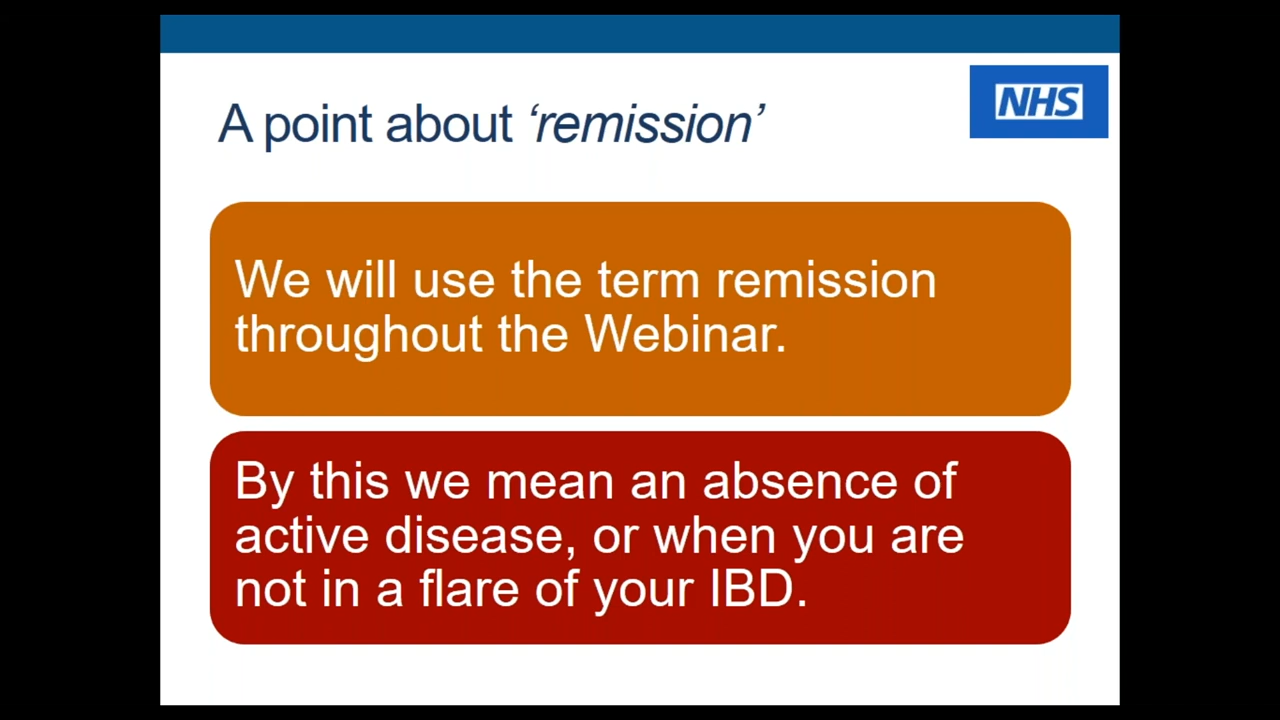 A point about ‘remission’
NHS
We will use the term remission
throughout the Webinar.
By this we mean an absence of
active disease, or when you are
not in a flare of your IBD.